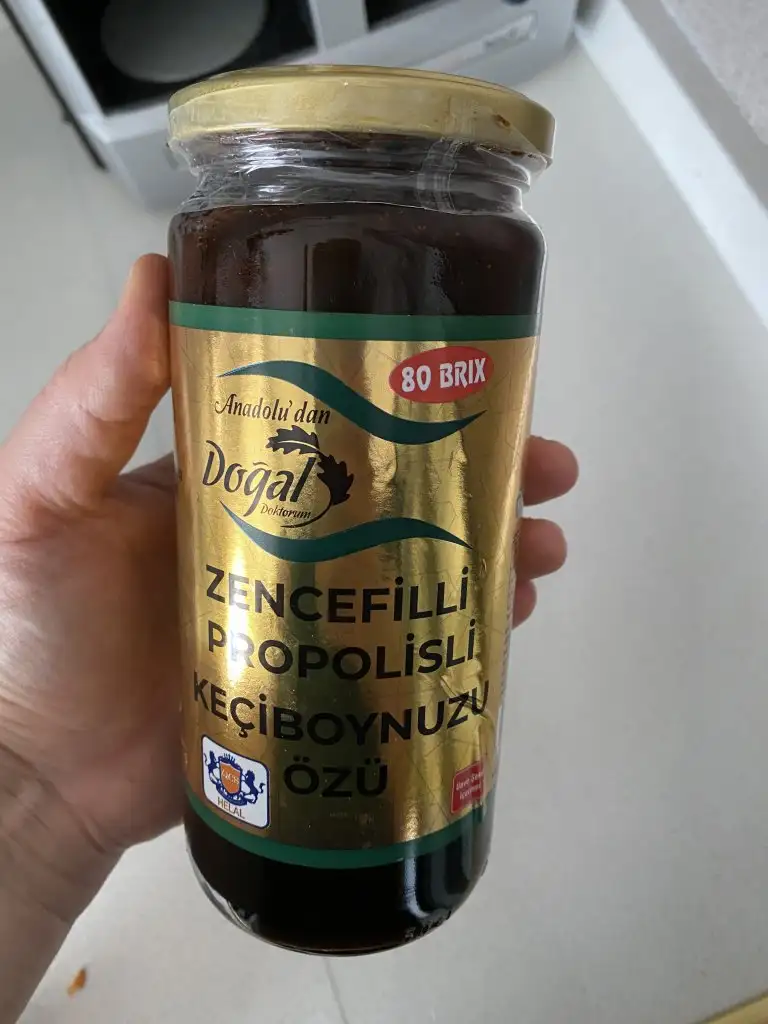 80 BRIX
Anadolu'dan
Doğal
Doktorum
ZENCEFİLLİ
PROPOLİSLİ
KEÇİBOYNUZU
ÖZÜ
HELAL